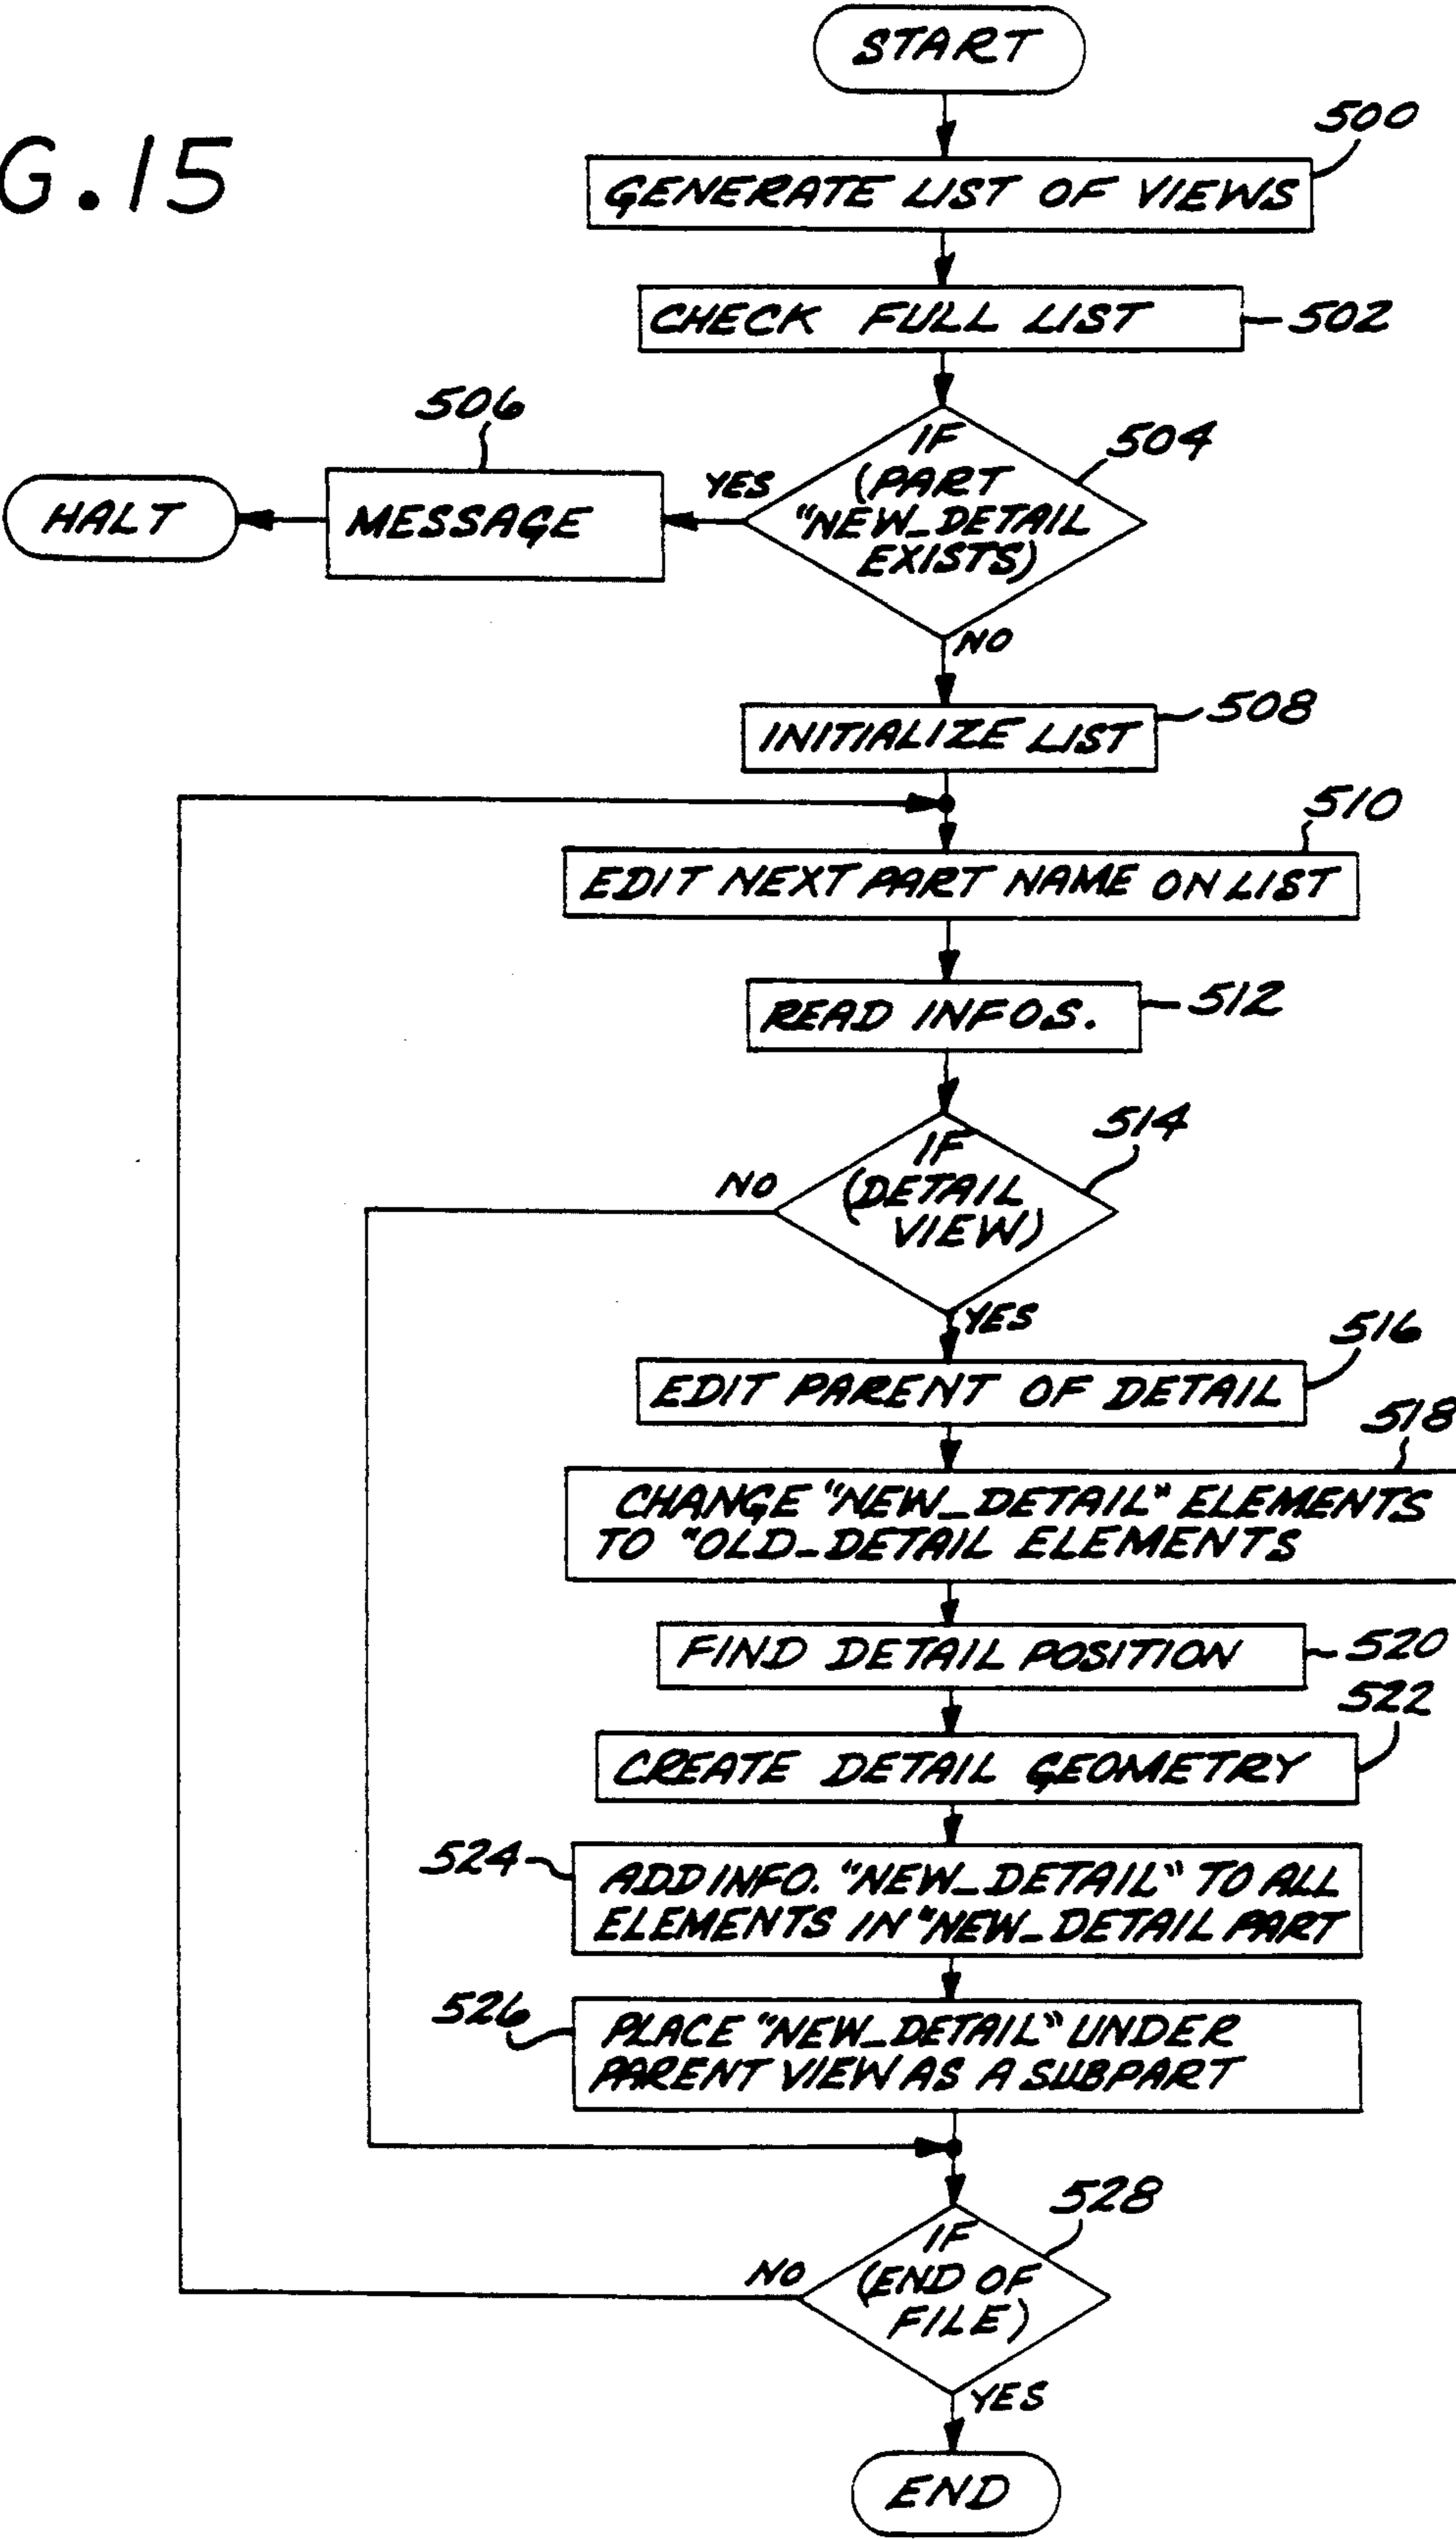 START
G.15
500
GENERATE LIST OF VIEWS
CHECK FULL LIST
502
506
504
IF
(PART
"NEW_DETAIL
EXISTS)
YES
HALT
MESSAGE
NO
508
INITIALIZE LIST
510
EDIT NEXT PART NAME ON LIST
READ INFOS.
512
514
IF
(DETAIL
VIEW)
NO
YES
516
EDIT PARENT OF DETAIL
518
CHANGE "NEW_DETAIL" ELEMENTS
TO "OLD_DETAIL ELEMENTS
FIND DETAIL POSITION
520
522
CREATE DETAIL GEOMETRY
524
ADD INFO. "NEW_DETAIL" TO ALL
ELEMENTS IN "NEW_DETAIL PART
526
PLACE "NEW_DETAIL" UNDER
PARENT VIEW AS A SUBPART
528
IF
(END OF
FILE)
NO
YES
END